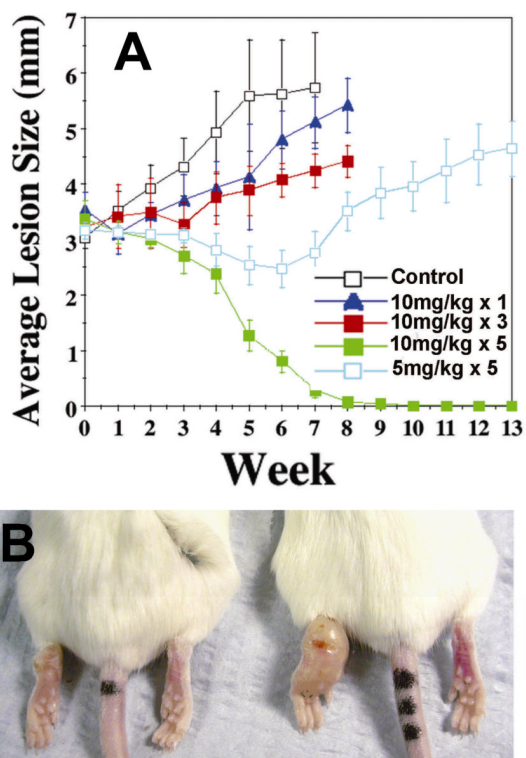 A
Average Lesion Size (mm)
7
6
5
4
3
2
1
0
Control
10mg/kg x 1
10mg/kg x 3
10mg/kg x 5
5mg/kg x 5
0 1 2 3 4 5 6 7 8 9 10 11 12 13
Week
B